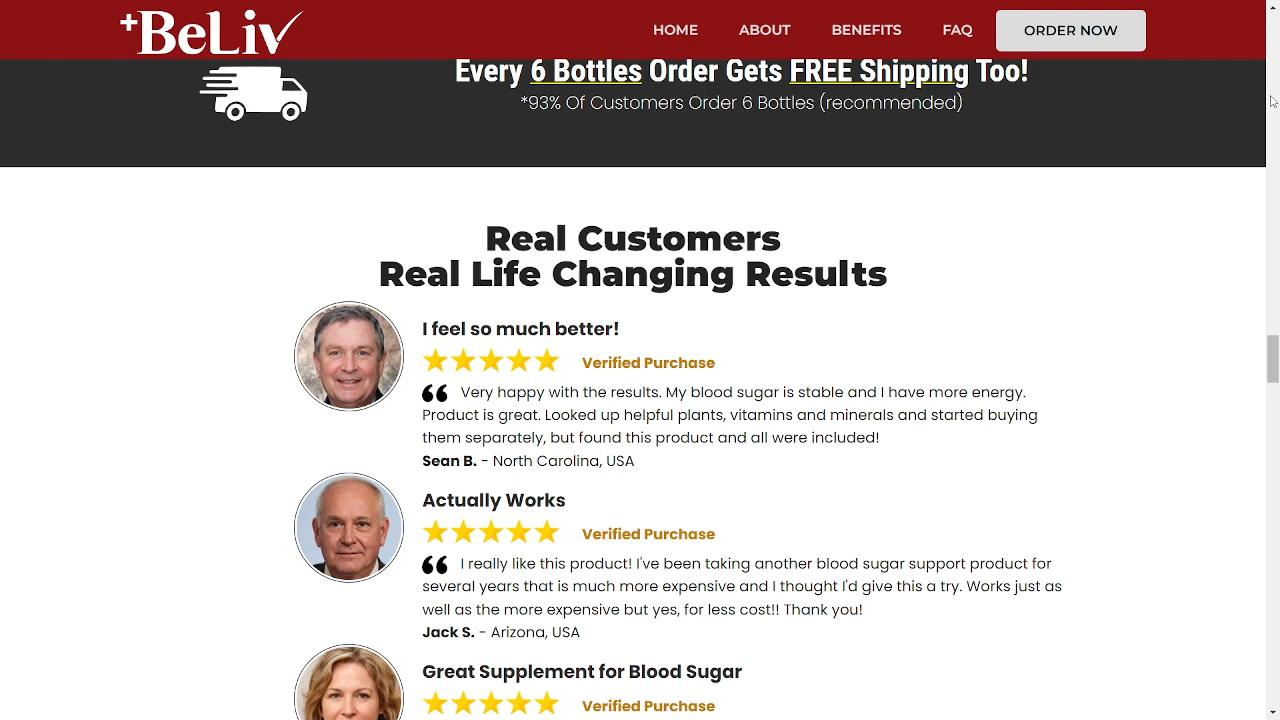 +BeLiv
HOME ABOUT BENEFITS FAQ ORDER NOW
Every 6 Bottles Order Gets FREE Shipping Too!
*93% Of Customers Order 6 Bottles (recommended)
Real Customers
Real Life Changing Results
I feel so much better!
Verified Purchase
Very happy with the results. My blood sugar is stable and I have more energy.
Product is great. Looked up helpful plants, vitamins and minerals and started buying
them separately, but found this product and all were included!
Sean B. - North Carolina, USA
Actually Works
Verified Purchase
I really like this product! I've been taking another blood sugar support product for
several years that is much more expensive and I thought I'd give this a try. Works just as
well as the more expensive but yes, for less cost!! Thank you!
Jack S. - Arizona, USA
Great Supplement for Blood Sugar
Verified Purchase